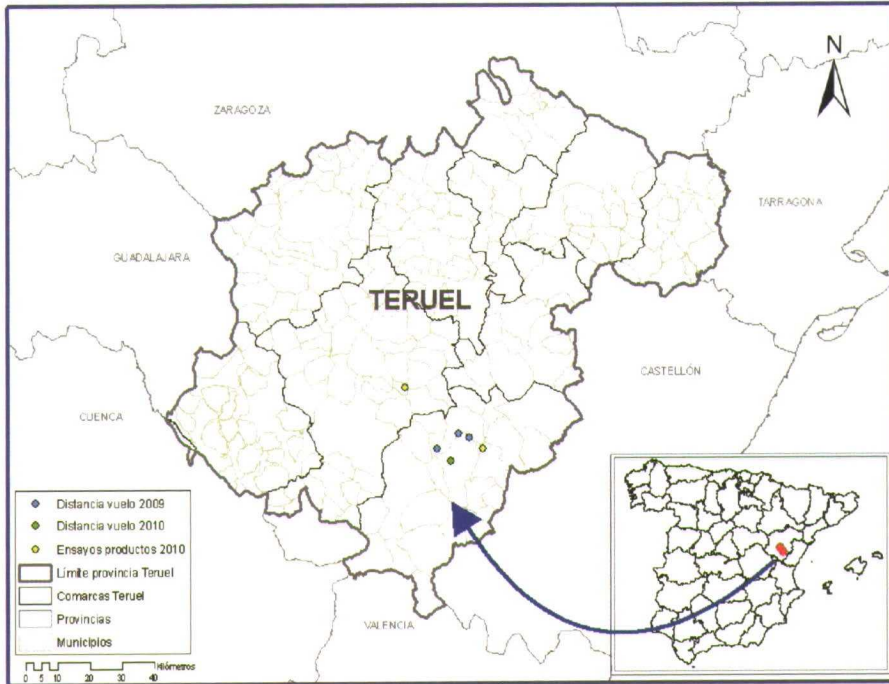 N
ZARAGOZA
TARRAGONA
GUADALAJARA
TERUEL
CASTELLÓN
CUENCA
VALENCIA
Distancia vuelo 2009
Distancia vuelo 2010
Ensayos productos 2010
Límite provincia Teruel
Comarcas Teruel
Provincias
Municipios
Kilómetros
0 5 10 20 30 40